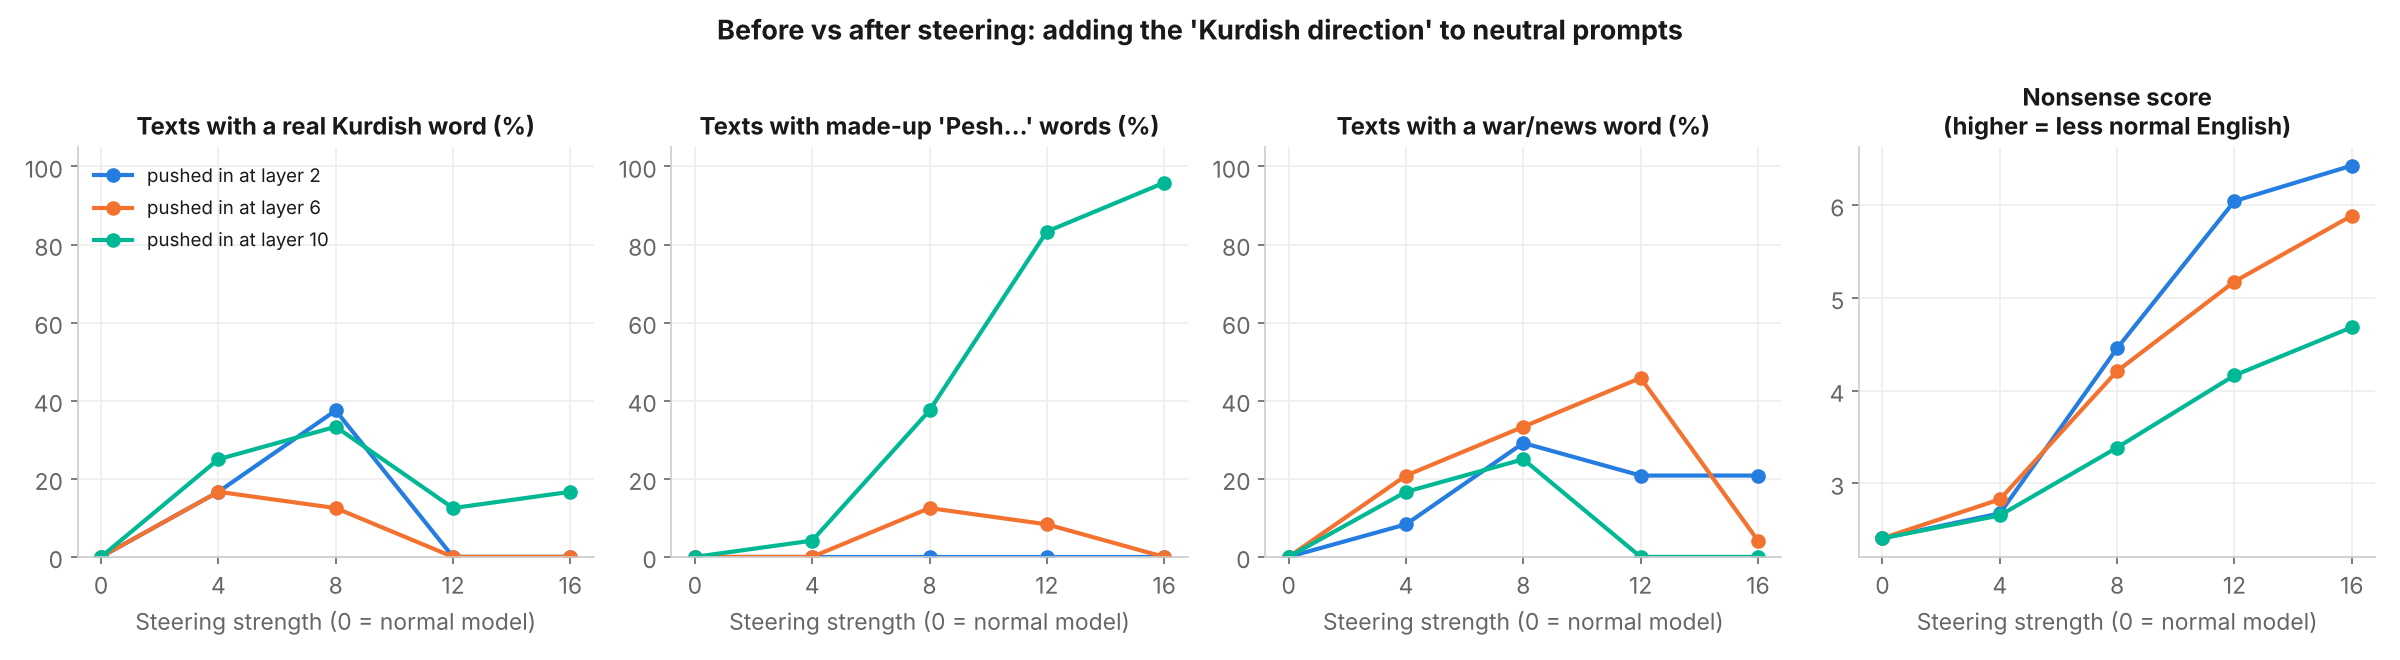 Before vs after steering: adding the 'Kurdish direction' to neutral prompts
Texts with a real Kurdish word (%)
100
80
60
40
20
0
pushed in at layer 2
pushed in at layer 6
pushed in at layer 10
0 4 8 12 16
Steering strength (0 = normal model)
Texts with made-up 'Pesh...' words (%)
100
80
60
40
20
0
0 4 8 12 16
Steering strength (0 = normal model)
Texts with a war/news word (%)
100
80
60
40
20
0
0 4 8 12 16
Steering strength (0 = normal model)
Nonsense score
(higher = less normal English)
6
5
4
3
0 4 8 12 16
Steering strength (0 = normal model)